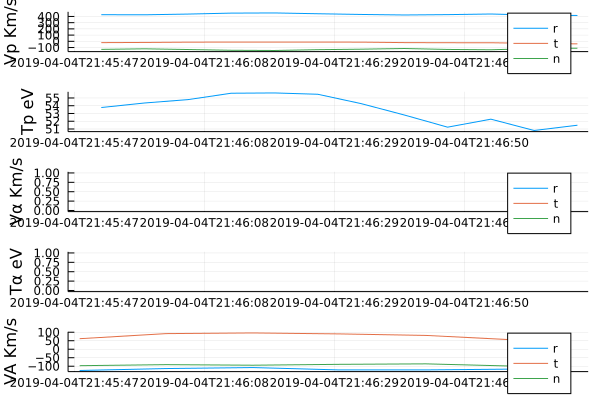 Vp Km/s
400
300
200
100
0
−100
2019-04-04T21:45:47 2019-04-04T21:46:08 2019-04-04T21:46:29 2019-04-04T21:46
r
t
n
Tp eV
55
54
53
52
51
2019-04-04T21:45:47 2019-04-04T21:46:08 2019-04-04T21:46:29 2019-04-04T21:46:50
Vα Km/s
1.00
0.75
0.50
0.25
0.00
2019-04-04T21:45:47 2019-04-04T21:46:08 2019-04-04T21:46:29 2019-04-04T21:46
r
t
n
Tα eV
1.00
0.75
0.50
0.25
0.00
2019-04-04T21:45:47 2019-04-04T21:46:08 2019-04-04T21:46:29 2019-04-04T21:46:50
VA Km/s
100
50
0
−50
−100
2019-04-04T21:45:47 2019-04-04T21:46:08 2019-04-04T21:46:29 2019-04-04T21:46
r
t
n